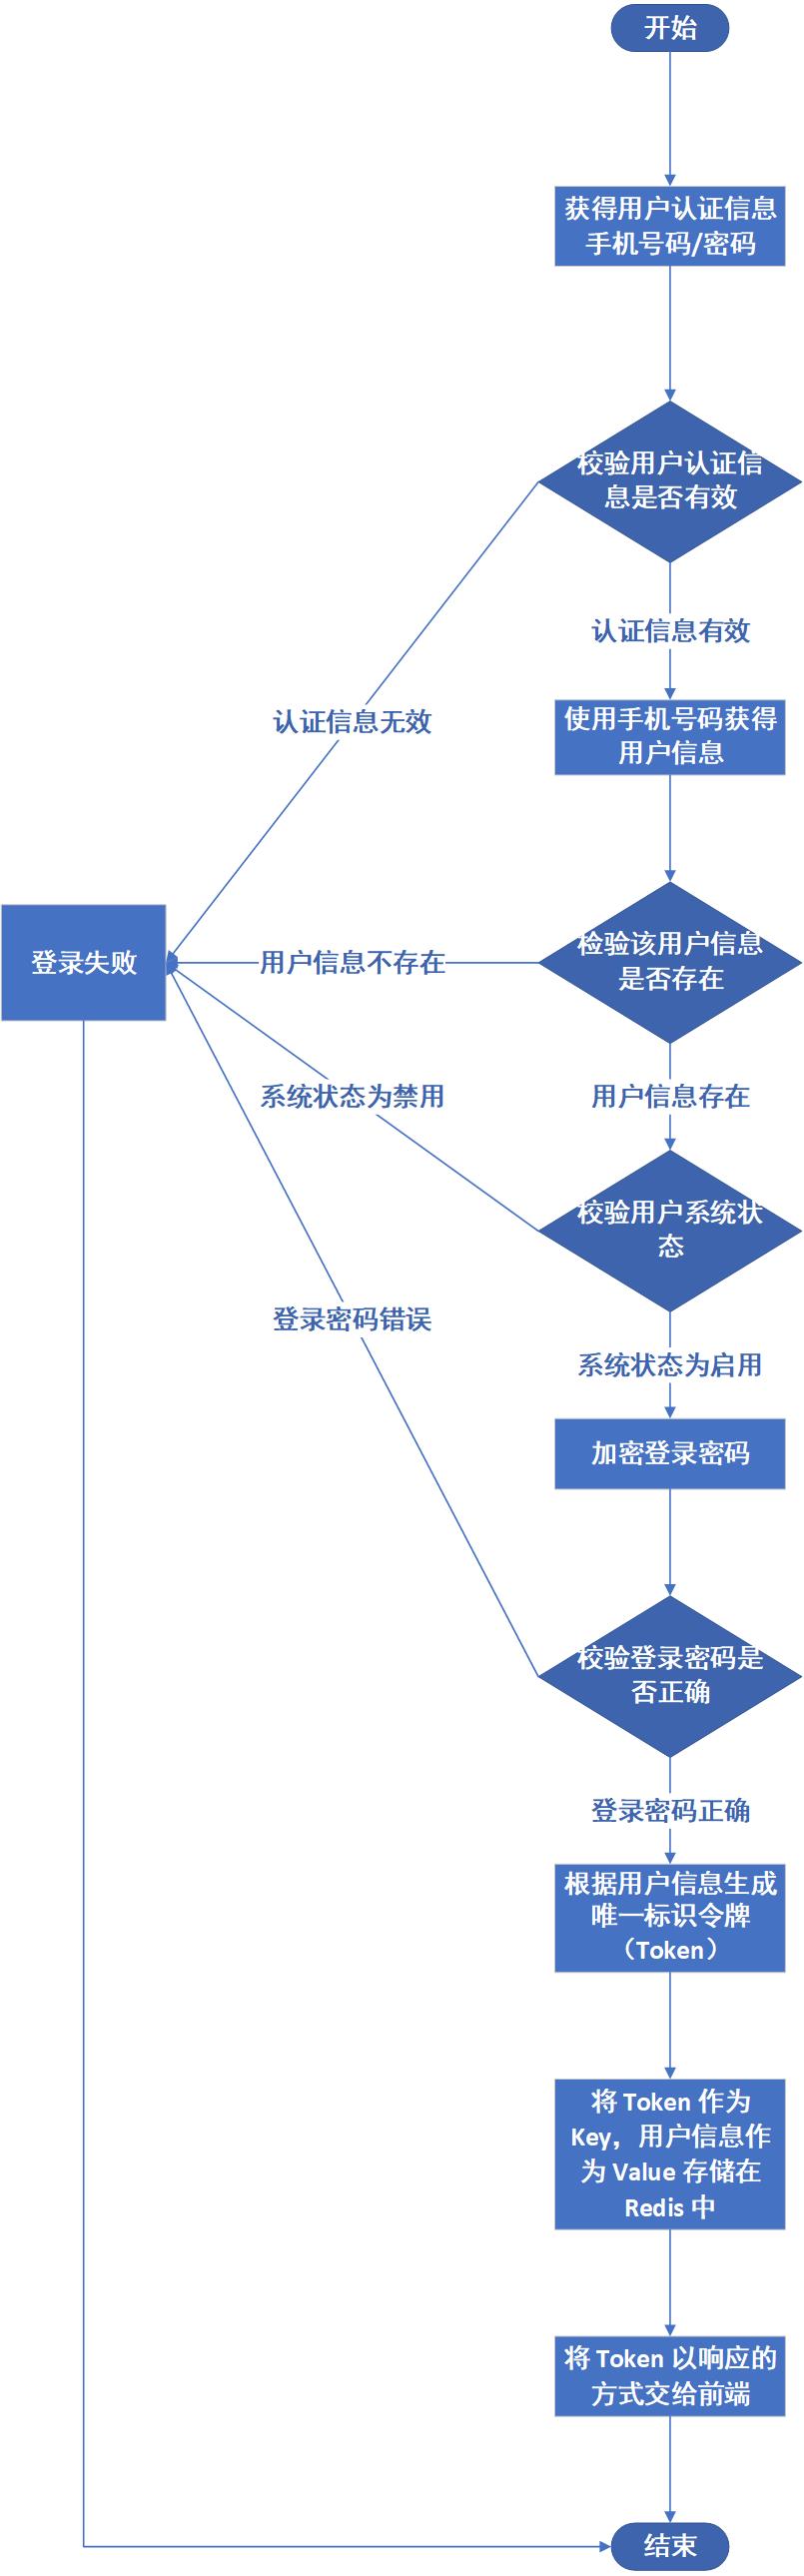 开始
获得用户认证信息
手机号码/密码
校验用户认证信
息是否有效
认证信息有效
认证信息无效
使用手机号码获得
用户信息
检验该用户信息
是否存在
用户信息不存在
登录失败
用户信息存在
系统状态为禁用
校验用户系统状
态
登录密码错误
系统状态为启用
加密登录密码
校验登录密码是
否正确
登录密码正确
根据用户信息生成
唯一标识令牌
（Token）
将 Token 作为
Key，用户信息作
为 Value 存储在
Redis 中
将 Token 以响应的
方式交给前端
结束